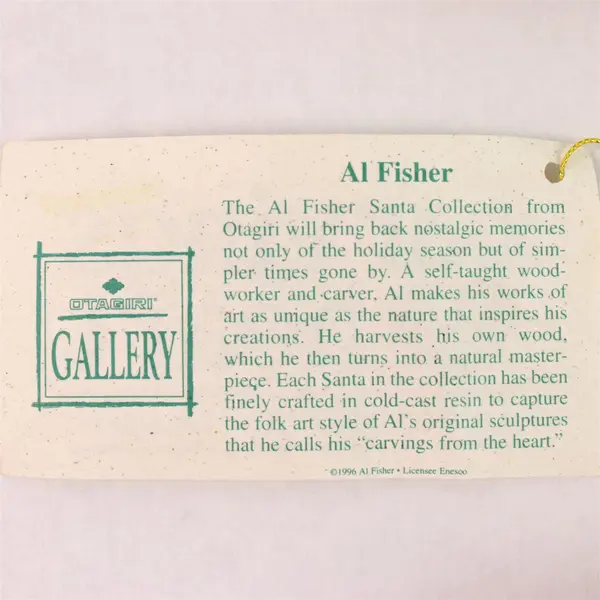 Al Fisher
The Al Fisher Santa Collection from
Otagiri will bring back nostalgic memories
not only of the holiday season but of sim-
pler times gone by. A self-taught wood-
worker and carver, Al makes his works of
art as unique as the nature that inspires his
creations. He harvests his own wood,
which he then turns into a natural master-
piece. Each Santa in the collection has been
finely crafted in cold-cast resin to capture
the folk art style of Al's original sculptures
that he calls his "carvings from the heart."
©1996 Al Fisher • Licensee Enesco
OTAGIRI®
GALLERY